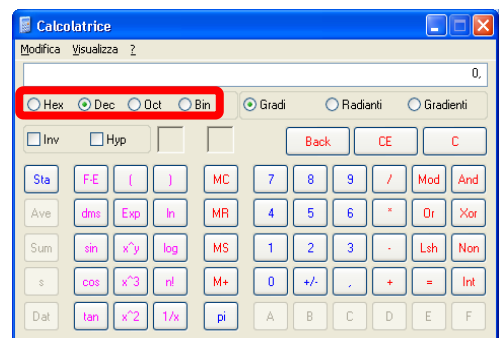 Calcolatrice
Modifica Visualizza ?
0,
Hex Dec Oct Bin Gradi Radianti Gradienti
Inv Hyp Back CE C
Sta F-E ( ) MC 7 8 9 / Mod And
Ave dms Exp ln MR 4 5 6 * Or Xor
Sum sin x^y log MS 1 2 3 - Lsh Non
s cos x^3 n! M+ 0 +/- , + = Int
Dat tan x^2 1/x pi A B C D E F